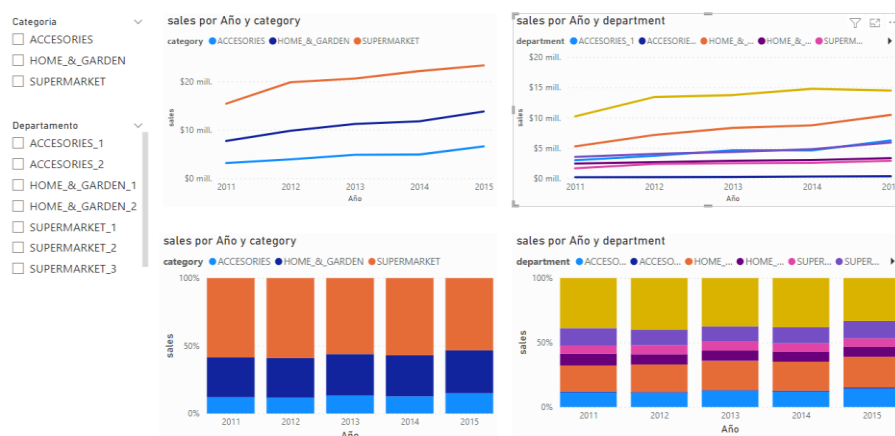 Categoria
ACCESORIES
HOME_&_GARDEN
SUPERMARKET
Departamento
ACCESORIES_1
ACCESORIES_2
HOME_&_GARDEN_1
HOME_&_GARDEN_2
SUPERMARKET_1
SUPERMARKET_2
SUPERMARKET_3
sales por Año y category
category ACCESORIES HOME_&_GARDEN SUPERMARKET
sales
$20 mill.
$10 mill.
$0 mill.
2011 2012 2013 2014 2015
Año
sales por Año y department
department ACCESORIES_1 ACCESORIE... HOME_&_... HOME_&_... SUPERM...
sales
$20 mill.
$15 mill.
$10 mill.
$5 mill.
$0 mill.
2011 2012 2013 2014 201
Año
sales por Año y category
category ACCESORIES HOME_&_GARDEN SUPERMARKET
sales
100%
50%
0%
2011 2012 2013 2014 2015
Año
sales por Año y department
department ACCESO... ACCESO... HOME_... HOME_... SUPER... SUPER...
sales
100%
50%
0%
2011 2012 2013 2014 2015
Año